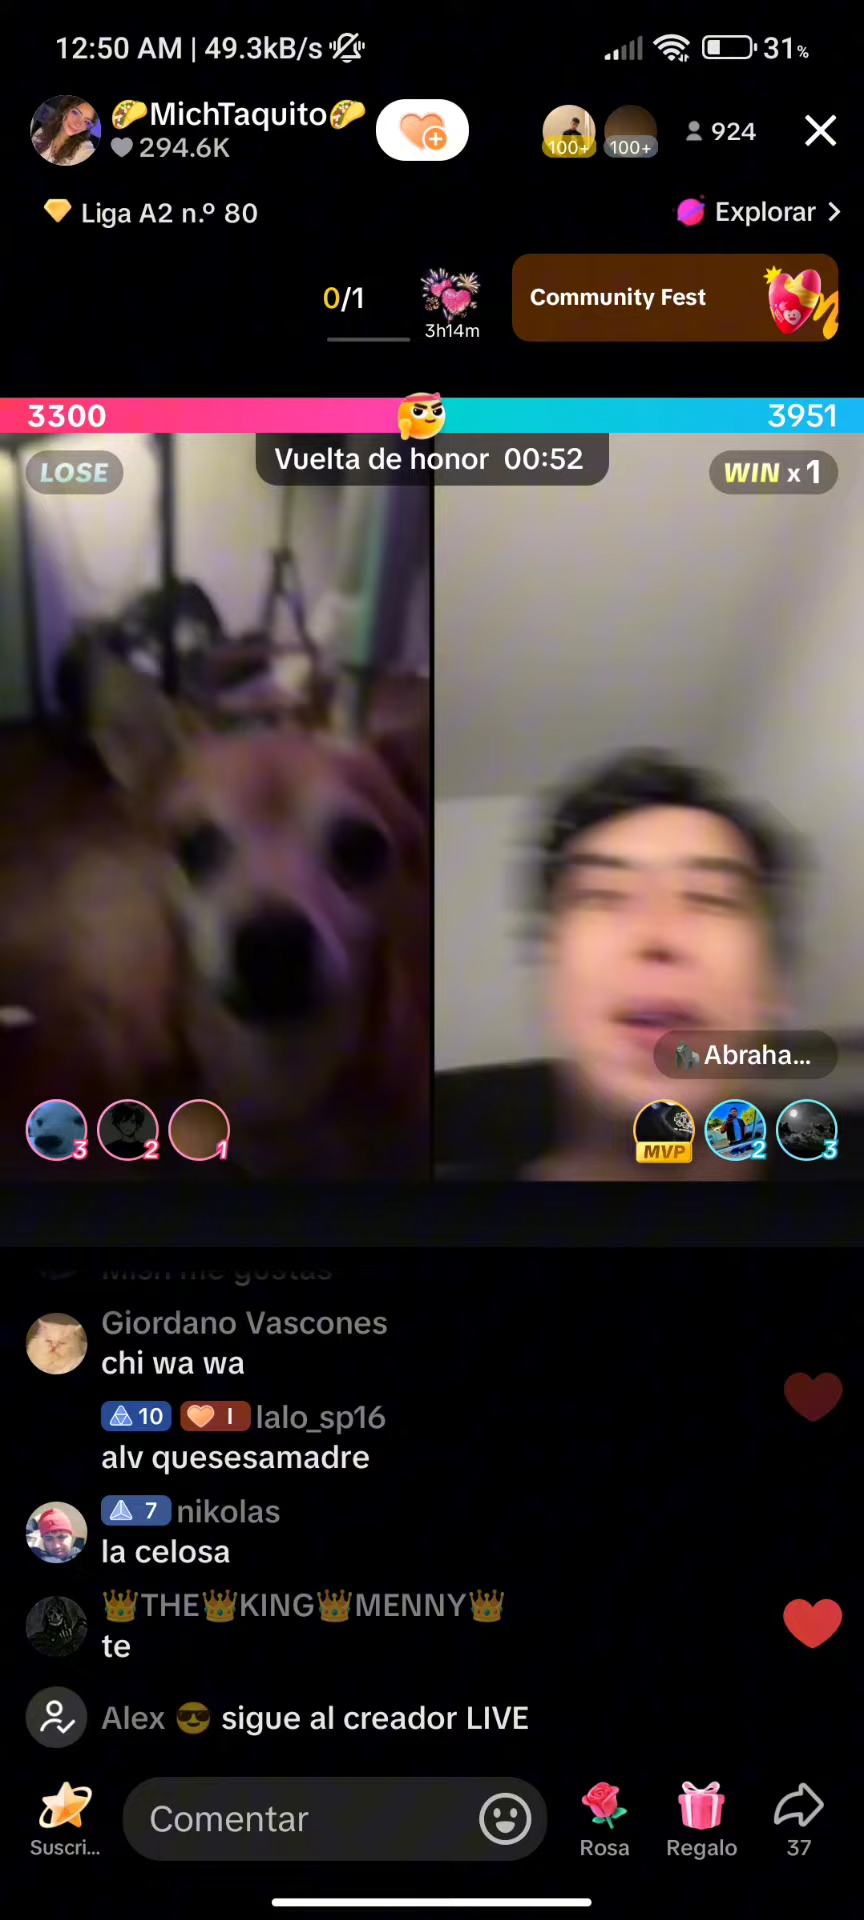 12:50 AM | 49.3kB/s 31%
🌮MichTaquito🌮
294.6K
100+ 100+ 924
Liga A2 n.º 80
Explorar
0/1
3h14m
Community Fest
3300 3951
LOSE
Vuelta de honor 00:52
WIN x 1
Abraha...
3 2 1
MVP 2 3
Mish me gustas
Giordano Vascones
chi wa wa
10 I lalo_sp16
alv quesesamadre
7 nikolas
la celosa
👑THE👑KING👑MENNY👑
te
Alex 😎 sigue al creador LIVE
Suscri...
Comentar
Rosa
Regalo
37